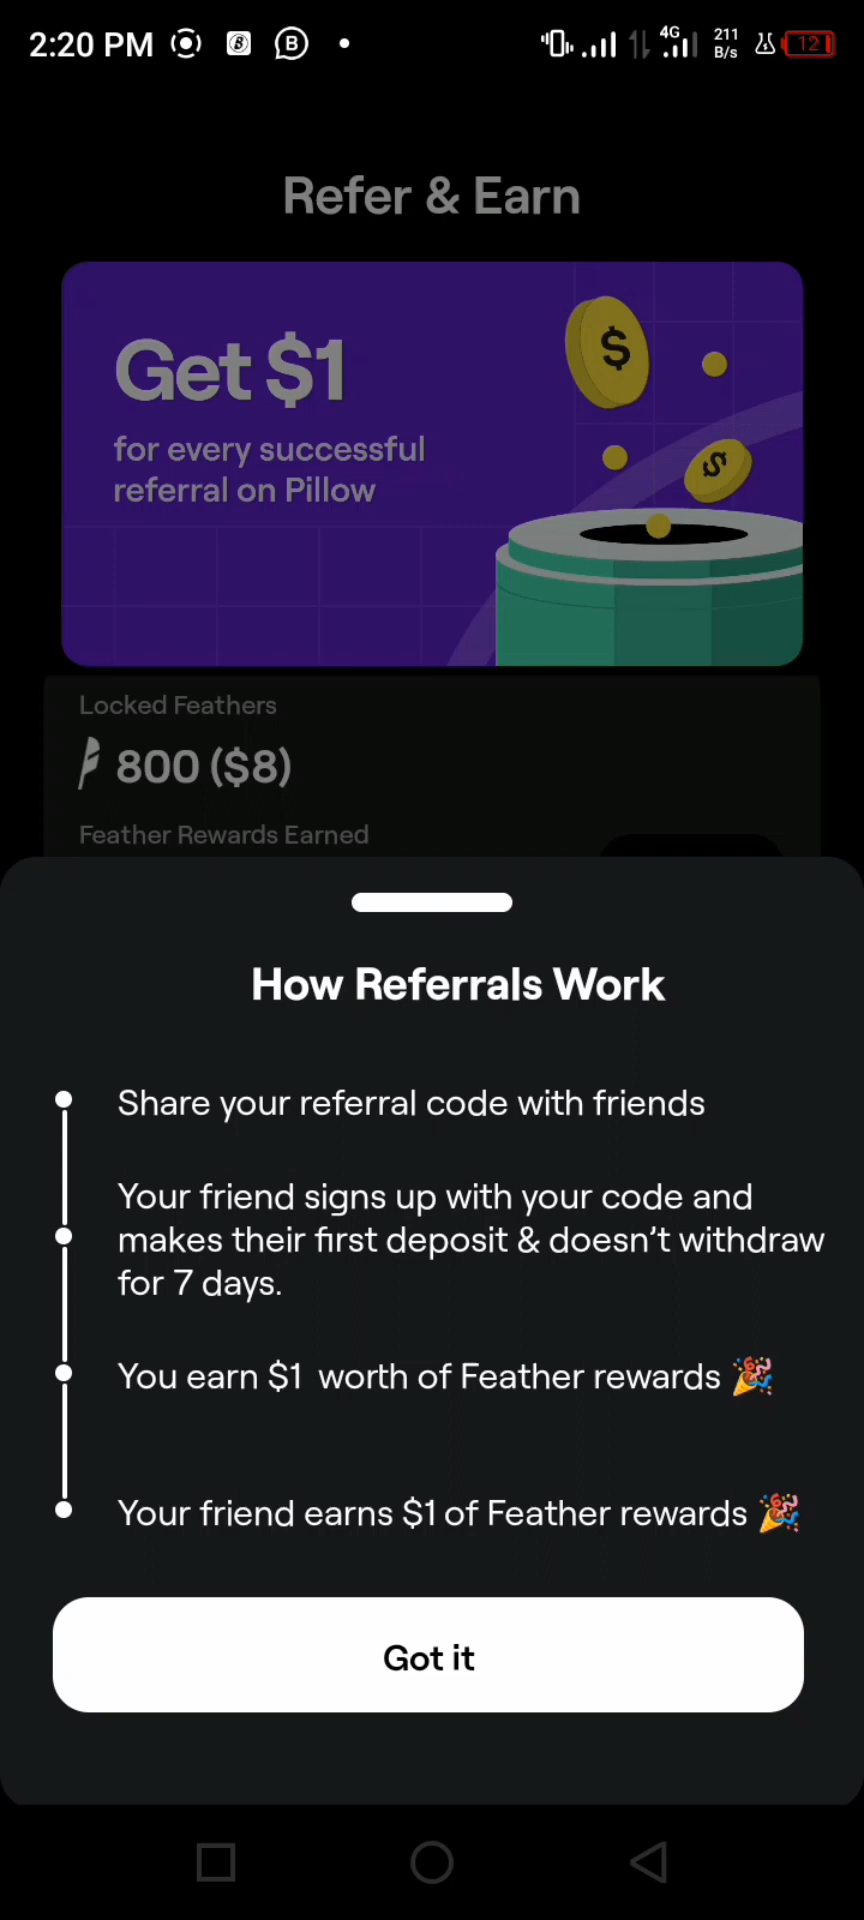 2:20 PM
4G
211
B/s
12
Refer & Earn
Get $1
for every successful
referral on Pillow
Locked Feathers
800 ($8)
Feather Rewards Earned
How Referrals Work
Share your referral code with friends
Your friend signs up with your code and
makes their first deposit & doesn’t withdraw
for 7 days.
You earn $1 worth of Feather rewards 🎉
Your friend earns $1 of Feather rewards 🎉
Got it